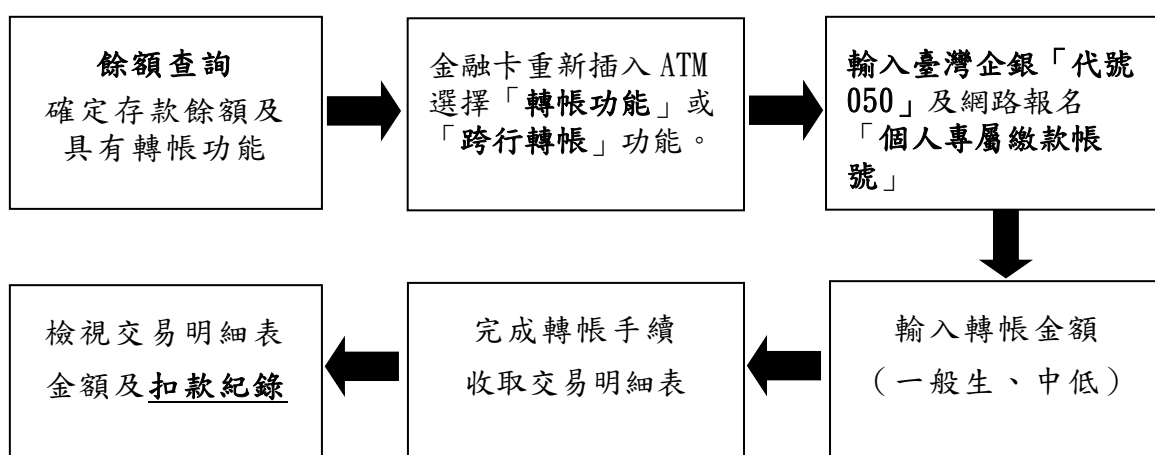 餘額查詢
確定存款餘額及
具有轉帳功能
金融卡重新插入 ATM
選擇「轉帳功能」或
「跨行轉帳」功能。
輸入臺灣企銀「代號
050」及網路報名
「個人專屬繳款帳
號」
輸入轉帳金額
（一般生、中低）
完成轉帳手續
收取交易明細表
檢視交易明細表
金額及扣款紀錄